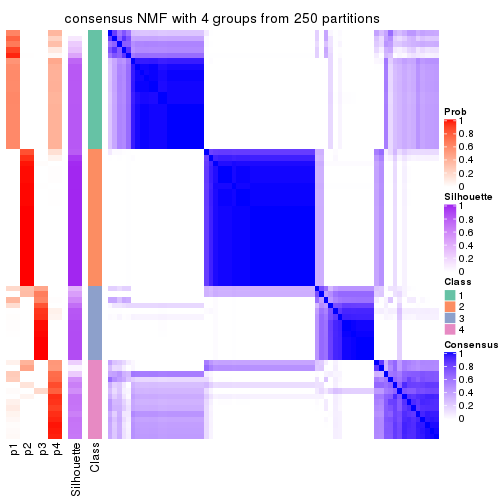 consensus NMF with 4 groups from 250 partitions
Prob
1
0.8
0.6
0.4
0.2
0
Silhouette
1
0.8
0.6
0.4
0.2
0
Class
1
2
3
4
Consensus
1
0.8
0.6
0.4
0.2
0
p1
p2
p3
p4
Silhouette
Class